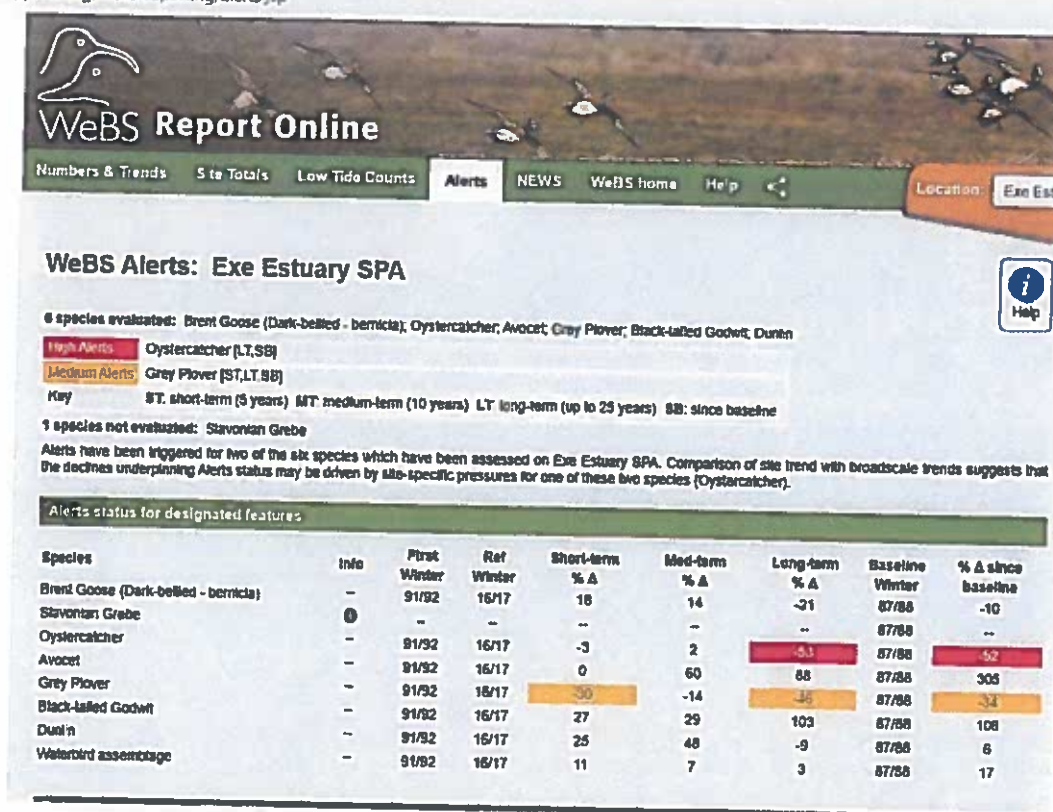 WeBS Report Online
Numbers & Trends Site Totals Low Tide Counts Alerts NEWS WeBS home Help Location: Exe Es
WeBS Alerts: Exe Estuary SPA
i
Help
6 species evaluated: Brent Goose (Dark-bellied - bernicla); Oystercatcher; Avocet; Grey Plover; Black-tailed Godwit; Dunlin
High Alerts Oystercatcher [LT,SB]
Medium Alerts Grey Plover [ST,LT,SB]
Key ST: short-term (5 years) MT: medium-term (10 years) LT: long-term (up to 25 years) SB: since baseline
1 species not evaluated: Slavonian Grebe
Alerts have been triggered for two of the six species which have been assessed on Exe Estuary SPA. Comparison of site trend with broadscale trends suggests that
the declines underpinning Alerts status may be driven by site-specific pressures for one of these two species (Oystercatcher).
Alerts status for designated features
Species Info First Winter Ref Winter Short-term % Δ Med-term % Δ Long-term % Δ Baseline Winter % Δ since baseline
Brent Goose (Dark-bellied - bernicla) – 91/92 16/17 18 14 -21 87/88 -10
Slavonian Grebe i – – – – – 87/88 –
Oystercatcher – 91/92 16/17 -3 2 -53 87/88 -52
Avocet – 91/92 16/17 0 60 88 87/88 305
Grey Plover – 91/92 16/17 -30 -14 -46 87/88 -34
Black-tailed Godwit – 91/92 16/17 27 29 103 87/88 108
Dunlin – 91/92 16/17 25 48 -9 87/88 6
Waterbird assemblage – 91/92 16/17 11 7 3 87/88 17